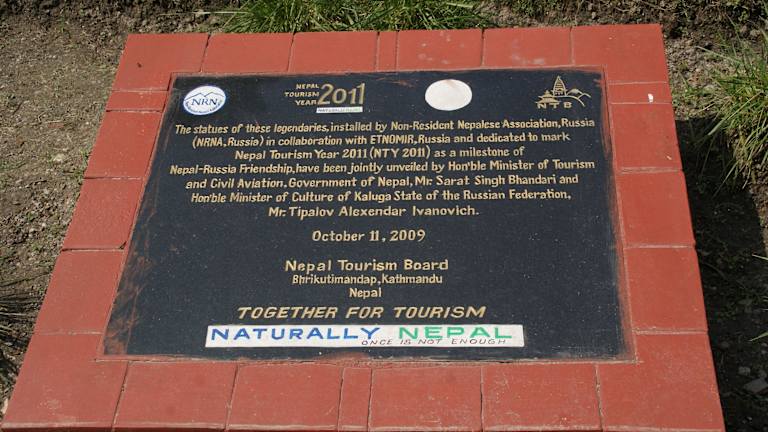 NRN
NEPAL
TOURISM
YEAR 2011
NATURALLY NEPAL
NTB
The statues of these legendaries, installed by Non-Resident Nepalese Association, Russia
(NRNA, Russia) in collaboration with ETNOMIR, Russia and dedicated to mark
Nepal Tourism Year 2011 (NTY 2011) as a milestone of
Nepal-Russia Friendship, have been jointly unveiled by Hon'ble Minister of Tourism
and Civil Aviation, Government of Nepal, Mr. Sarat Singh Bhandari and
Hon'ble Minister of Culture of Kaluga State of the Russian Federation,
Mr. Tipalov Alexendar Ivanovich.
October 11, 2009
Nepal Tourism Board
Bhrikutimandap, Kathmandu
Nepal
TOGETHER FOR TOURISM
NATURALLY NEPAL
ONCE IS NOT ENOUGH